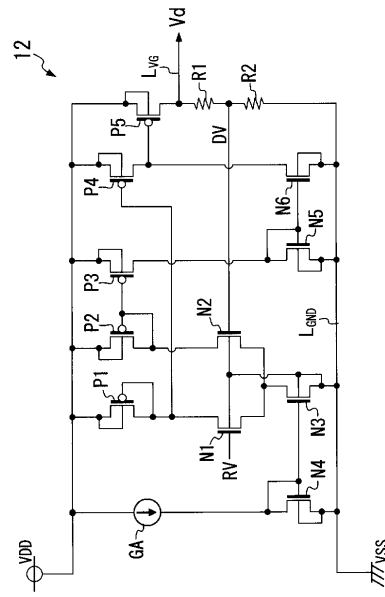 12
Vd
L_VG
R1
R2
DV
P5
P4
P3
P2
P1
N6
N5
N2
N1
RV
N3
N4
L_GND
GA
VDD
VSS